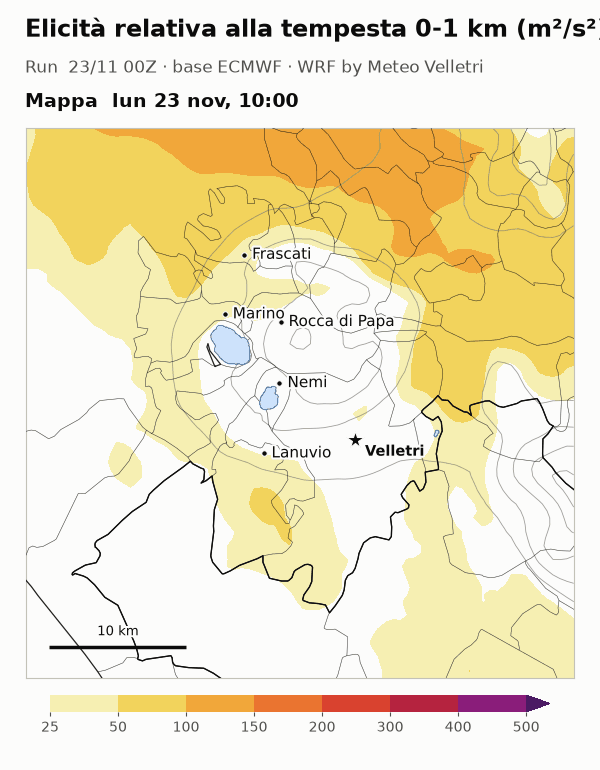 Elicità relativa alla tempesta 0-1 km (m²/s²)
Run 23/11 00Z · base ECMWF · WRF by Meteo Velletri
Mappa lun 23 nov, 10:00
Frascati
Marino
Rocca di Papa
Nemi
Velletri
Lanuvio
10 km
25 50 100 150 200 300 400 500